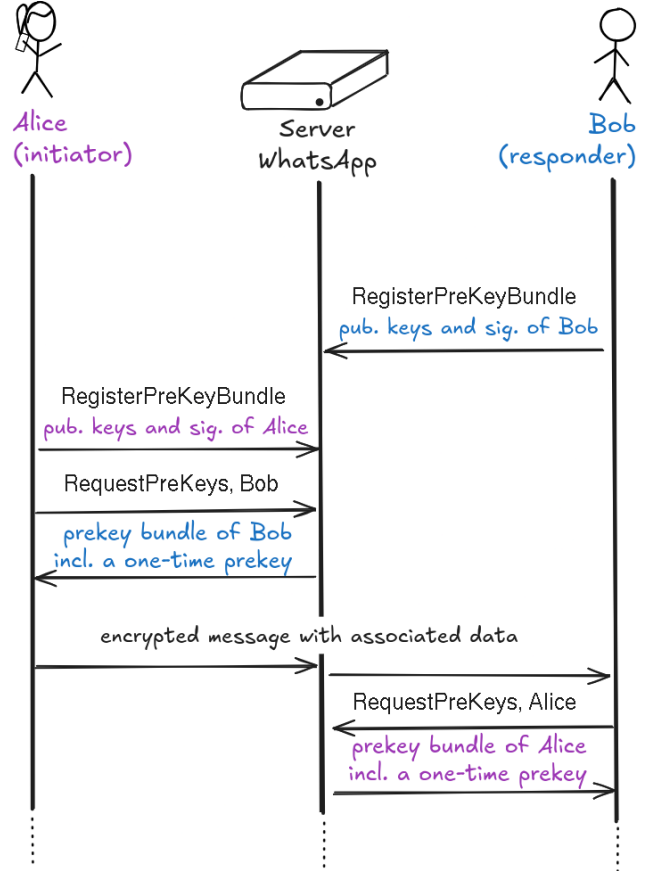 Alice
(initiator)
Server
WhatsApp
Bob
(responder)
RegisterPreKeyBundle
pub. keys and sig. of Bob
RegisterPreKeyBundle
pub. keys and sig. of Alice
RequestPreKeys, Bob
prekey bundle of Bob
incl. a one-time prekey
encrypted message with associated data
RequestPreKeys, Alice
prekey bundle of Alice
incl. a one-time prekey